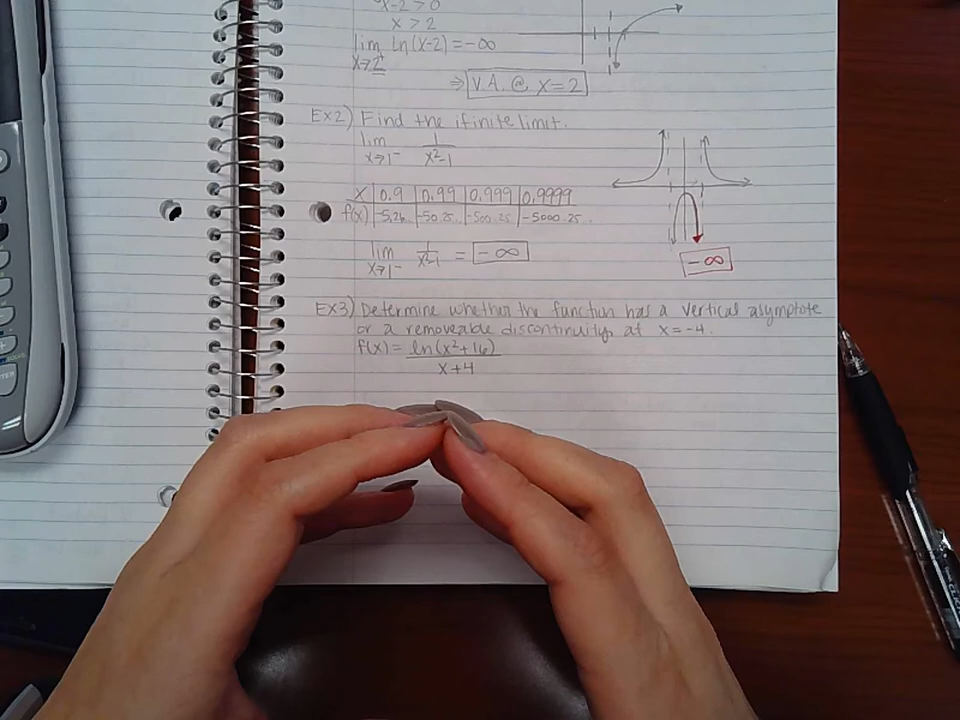 x-2>0
x>2
lim ln(x-2) = -∞
x→2⁺
⇒ V.A. @ x=2
Ex2) Find the ifinite limit.
lim 1
x→1⁻ x²-1
x 0.9 0.99 0.999 0.9999
f(x) -5.26 -50.25.. -500.25 -5000.25..
lim 1 = -∞
x→1⁻ x²-1
-∞
Ex3) Determine whether the function has a vertical asymptote
or a removeable discontinuity at x=-4.
f(x) = ln(x²+16)
x+4